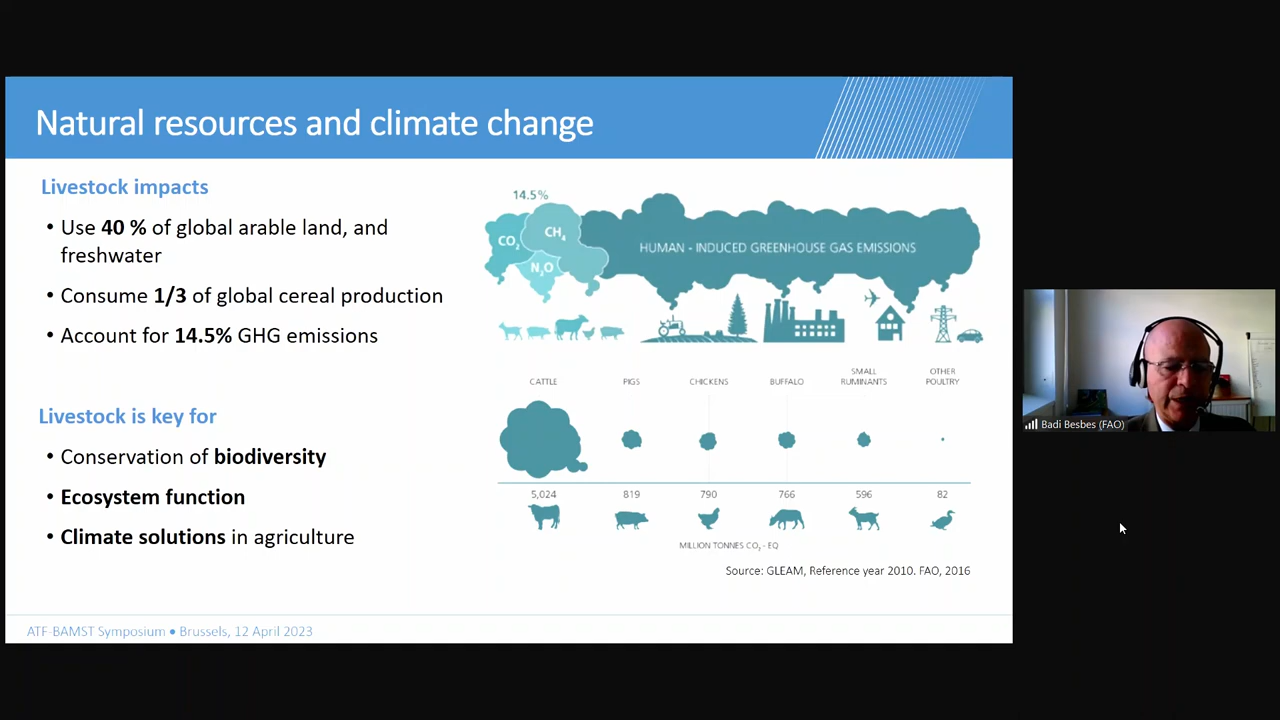 Natural resources and climate change
Livestock impacts
• Use 40 % of global arable land, and
freshwater
• Consume 1/3 of global cereal production
• Account for 14.5% GHG emissions
Livestock is key for
• Conservation of biodiversity
• Ecosystem function
• Climate solutions in agriculture
14.5%
CO₂
CH₄
N₂O
HUMAN - INDUCED GREENHOUSE GAS EMISSIONS
CATTLE
PIGS
CHICKENS
BUFFALO
SMALL
RUMINANTS
OTHER
POULTRY
5,024
819
790
766
596
82
MILLION TONNES CO₂ - EQ
Source: GLEAM, Reference year 2010. FAO, 2016
ATF-BAMST Symposium ● Brussels, 12 April 2023
Badi Besbes (FAO)